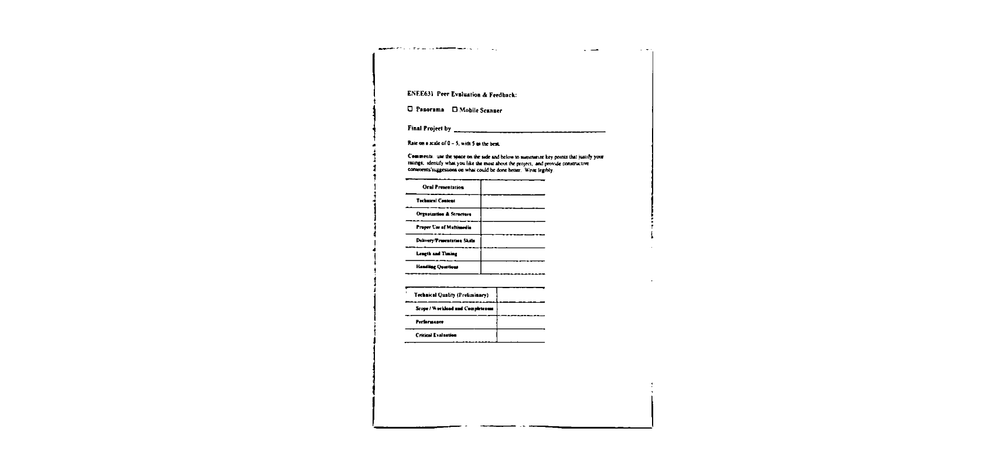 ENEE631 Peer Evaluation & Feedback:
☐ Panorama ☐ Mobile Scanner
Final Project by
Rate on a scale of 0 – 5, with 5 as the best.
Comments: use the space on the side and below to summarize key points that justify your
ratings; identify what you like the most about the project, and provide constructive
comments/suggestions on what could be done better. Write legibly.
Oral Presentation
Technical Content
Organization & Structure
Proper Use of Multimedia
Delivery/Presentation Skills
Length and Timing
Handling Questions
Technical Quality (Preliminary)
Scope / Workload and Completeness
Performance
Critical Evaluation